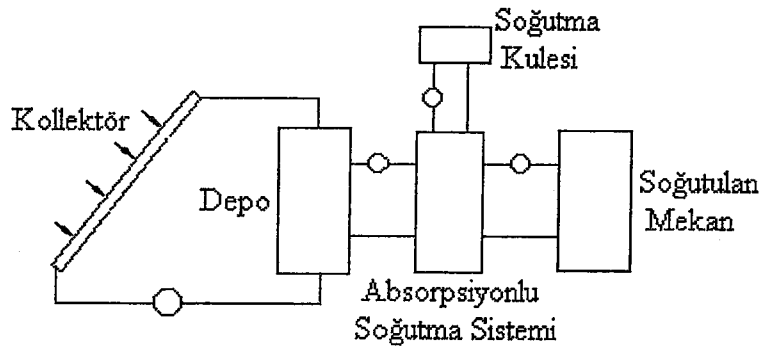 Soğutma
Kulesi
Kollektör
Depo
Soğutulan
Mekan
Absorpsiyonlu
Soğutma Sistemi